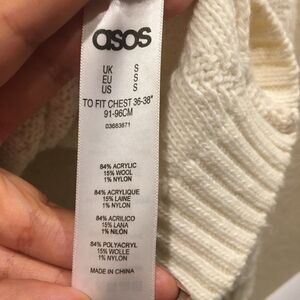 asos
UK S
EU S
US S
TO FIT CHEST 36-38"
91-96CM
03683671
84% ACRYLIC
15% WOOL
1% NYLON
84% ACRYLIQUE
15% LAINE
1% NYLON
84% ACRILICO
15% LANA
1% NILÓN
84% POLYACRYL
15% WOLLE
1% NYLON
MADE IN CHINA